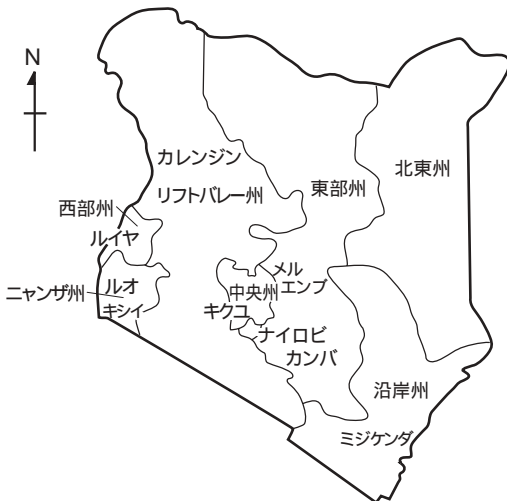 N
カレンジン
北東州
リフトバレー州
東部州
西部州
ルイヤ
メル
エンブ
ルオ
中央州
ニャンザ州
キシイ
キクユ
ナイロビ
カンバ
沿岸州
ミジケンダ